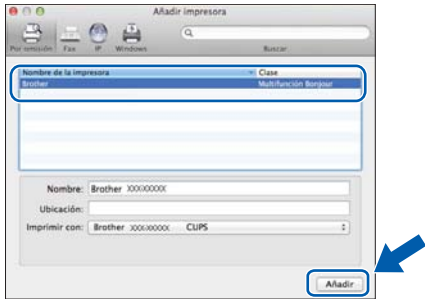 Añadir impresora
Por omisión Fax IP Windows Buscar
Nombre de la impresora Clase
Brother Multifunción Bonjour
Nombre: Brother XXXXXXXX
Ubicación:
Imprimir con: Brother XXXXXXXX CUPS
Añadir